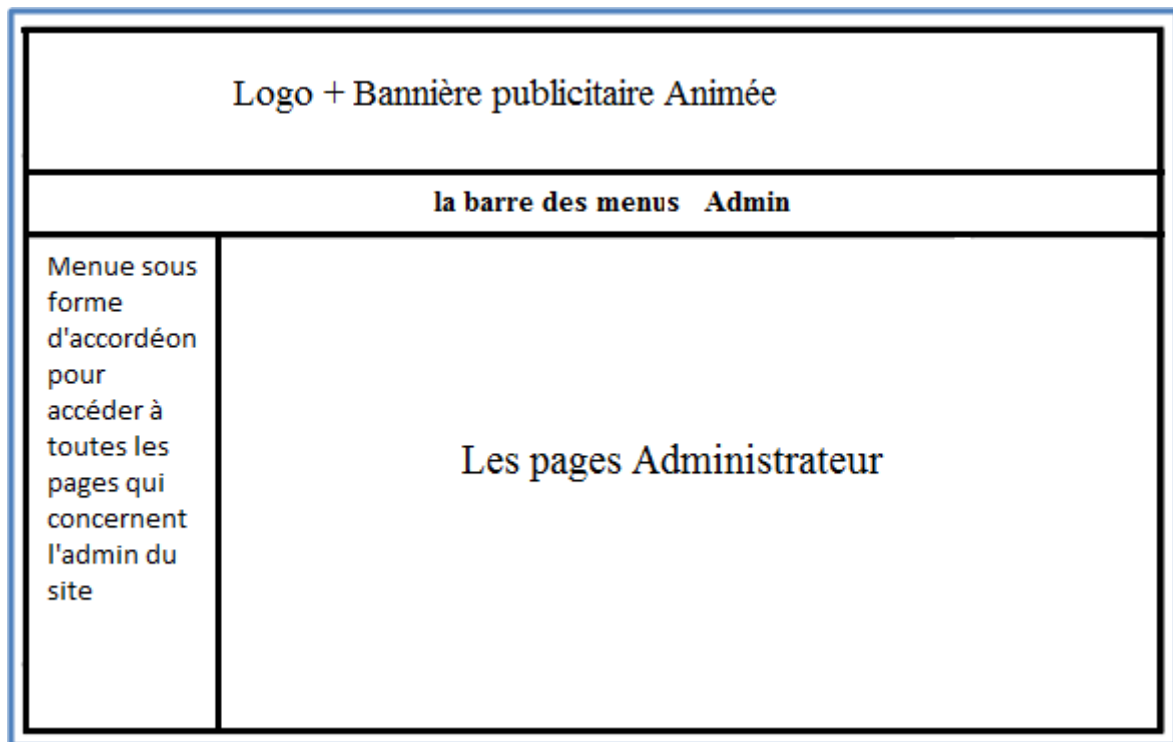 Logo + Bannière publicitaire Animée
la barre des menus Admin
Menue sous
forme
d'accordéon
pour
accéder à
toutes les
pages qui
concernent
l'admin du
site
Les pages Administrateur